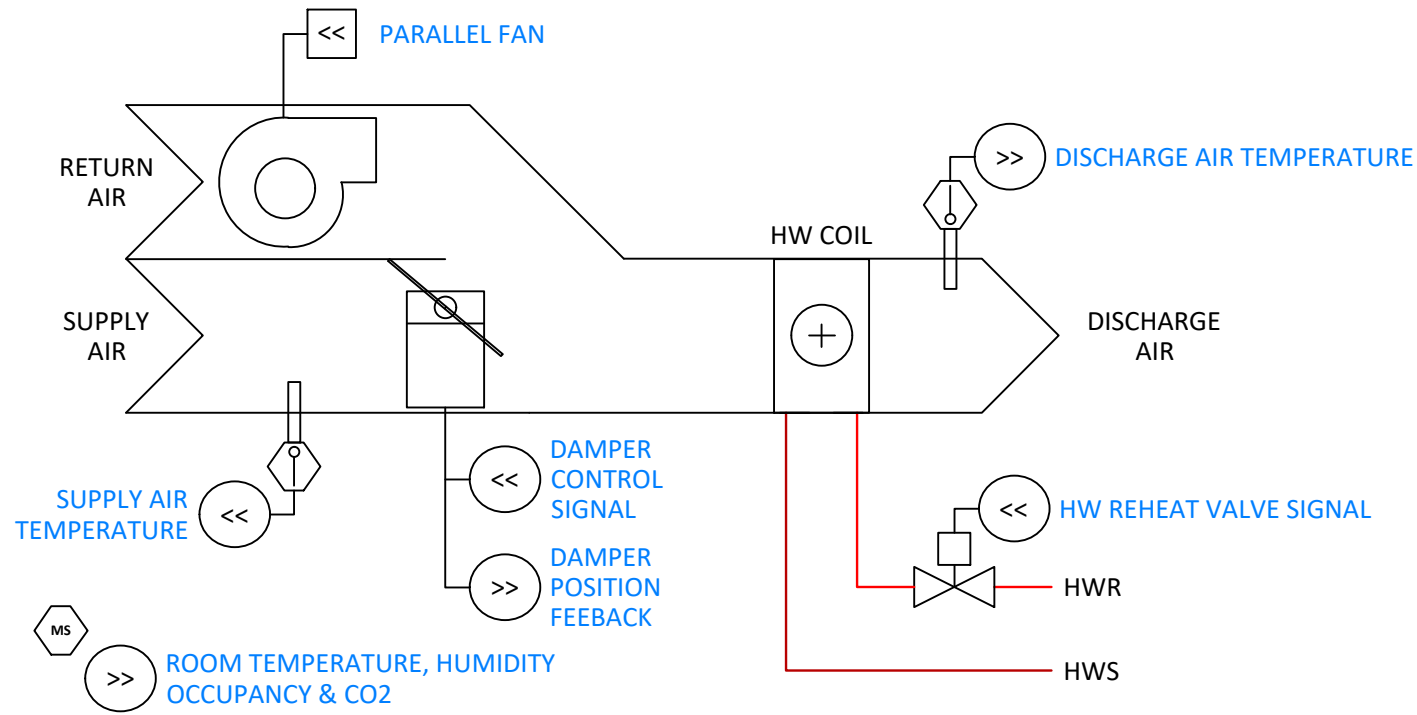 << PARALLEL FAN
RETURN
AIR
>> DISCHARGE AIR TEMPERATURE
HW COIL
SUPPLY
AIR
DISCHARGE
AIR
SUPPLY AIR
TEMPERATURE
<<
<<
DAMPER
CONTROL
SIGNAL
<< HW REHEAT VALVE SIGNAL
>>
DAMPER
POSITION
FEEBACK
HWR
MS
>>
ROOM TEMPERATURE, HUMIDITY
OCCUPANCY & CO2
HWS